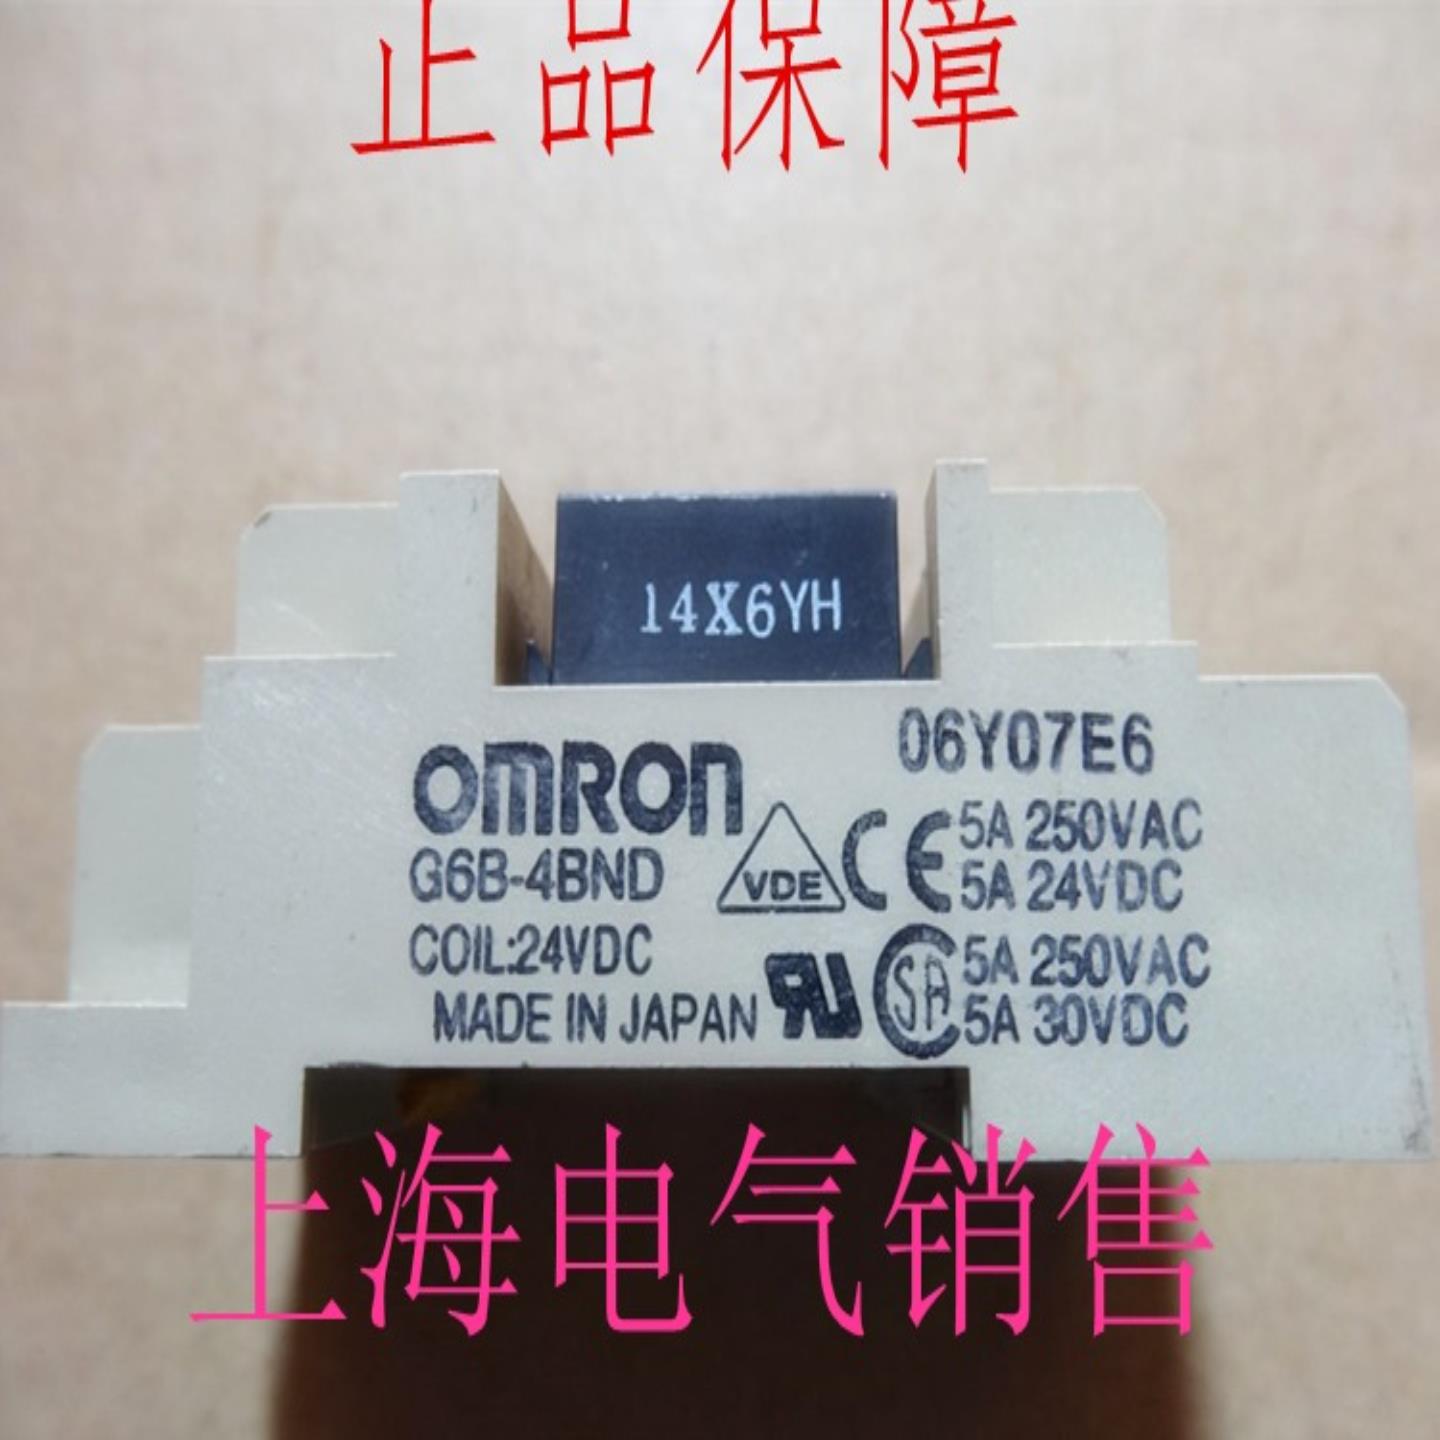 正品保障
14X6YH
06Y07E6
OMRON
G6B-4BND
VDE
CE
5A 250VAC
5A 24VDC
COIL:24VDC
MADE IN JAPAN
RU
SA
5A 250VAC
5A 30VDC
上海电气销售